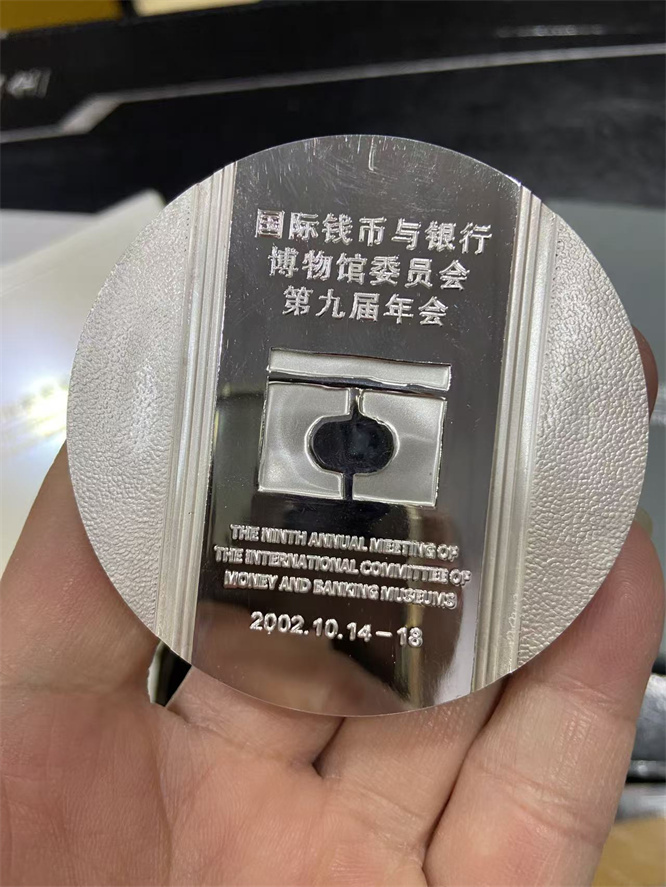 国际钱币与银行
博物馆委员会
第九届年会
THE NINTH ANNUAL MEETING OF
THE INTERNATIONAL COMMITTEE OF
MONEY AND BANKING MUSEUMS
2002.10.14-18